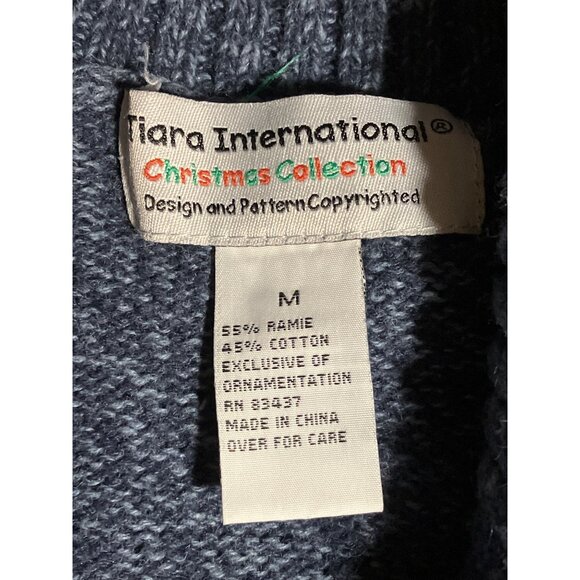 Tiara International®
Christmas Collection
Design and Pattern Copyrighted
M
55% RAMIE
45% COTTON
EXCLUSIVE OF
ORNAMENTATION
RN 83437
MADE IN CHINA
OVER FOR CARE